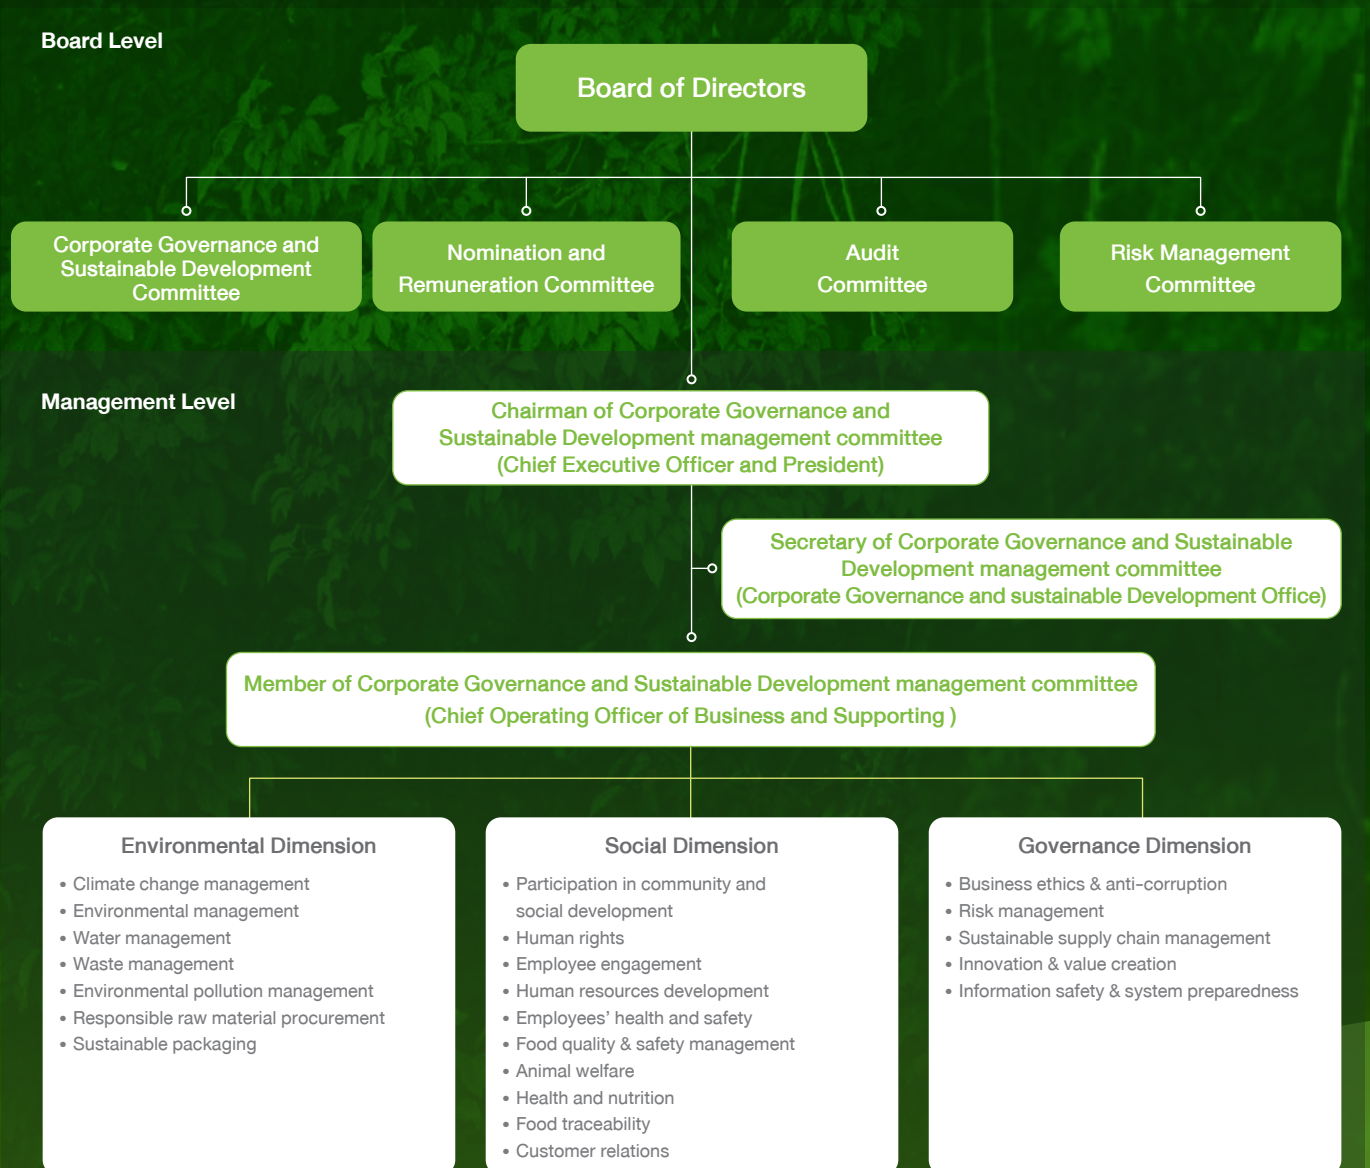 Board Level
Board of Directors
Corporate Governance and
Sustainable Development
Committee
Nomination and
Remuneration Committee
Audit
Committee
Risk Management
Committee
Management Level
Chairman of Corporate Governance and
Sustainable Development management committee
(Chief Executive Officer and President)
Secretary of Corporate Governance and Sustainable
Development management committee
(Corporate Governance and sustainable Development Office)
Member of Corporate Governance and Sustainable Development management committee
(Chief Operating Officer of Business and Supporting )
Environmental Dimension
• Climate change management
• Environmental management
• Water management
• Waste management
• Environmental pollution management
• Responsible raw material procurement
• Sustainable packaging
Social Dimension
• Participation in community and
social development
• Human rights
• Employee engagement
• Human resources development
• Employees’ health and safety
• Food quality & safety management
• Animal welfare
• Health and nutrition
• Food traceability
• Customer relations
Governance Dimension
• Business ethics & anti-corruption
• Risk management
• Sustainable supply chain management
• Innovation & value creation
• Information safety & system preparedness